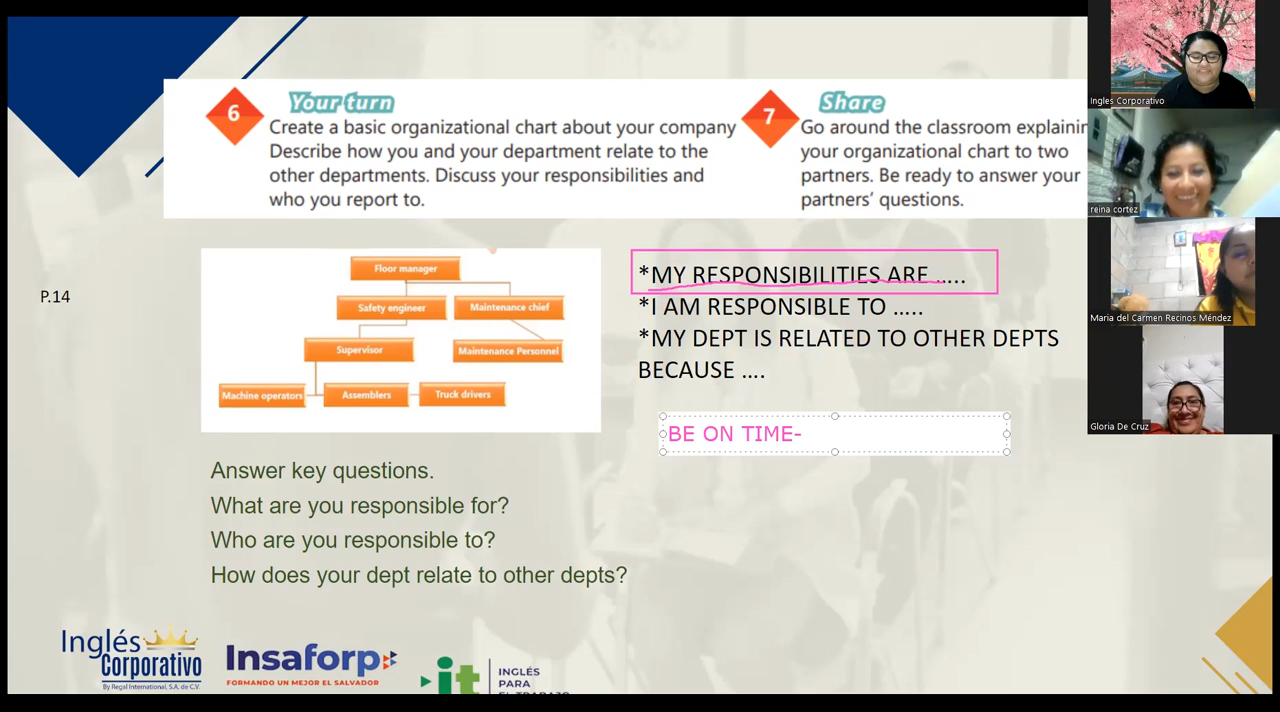 6
Your turn
Create a basic organizational chart about your company
Describe how you and your department relate to the
other departments. Discuss your responsibilities and
who you report to.
7
Share
Go around the classroom
your organizational chart to two
partners. Be ready to answer your
partners' questions.
P.14
Floor manager
Safety engineer
Maintenance chief
Supervisor
Maintenance Personnel
Machine operators
Assemblers
Truck drivers
*MY RESPONSIBILITIES ARE .....
*I AM RESPONSIBLE TO .....
*MY DEPT IS RELATED TO OTHER DEPTS
BECAUSE ....
BE ON TIME-
Answer key questions.
What are you responsible for?
Who are you responsible to?
How does your dept relate to other depts?
Inglés
Corporativo
By Regal International, S.A. de C.V.
Insaforp
FORMANDO UN MEJOR EL SALVADOR
it
INGLÉS
PARA
Ingles Corporativo
reina cortez
Maria del Carmen Recinos Méndez
Gloria De Cruz